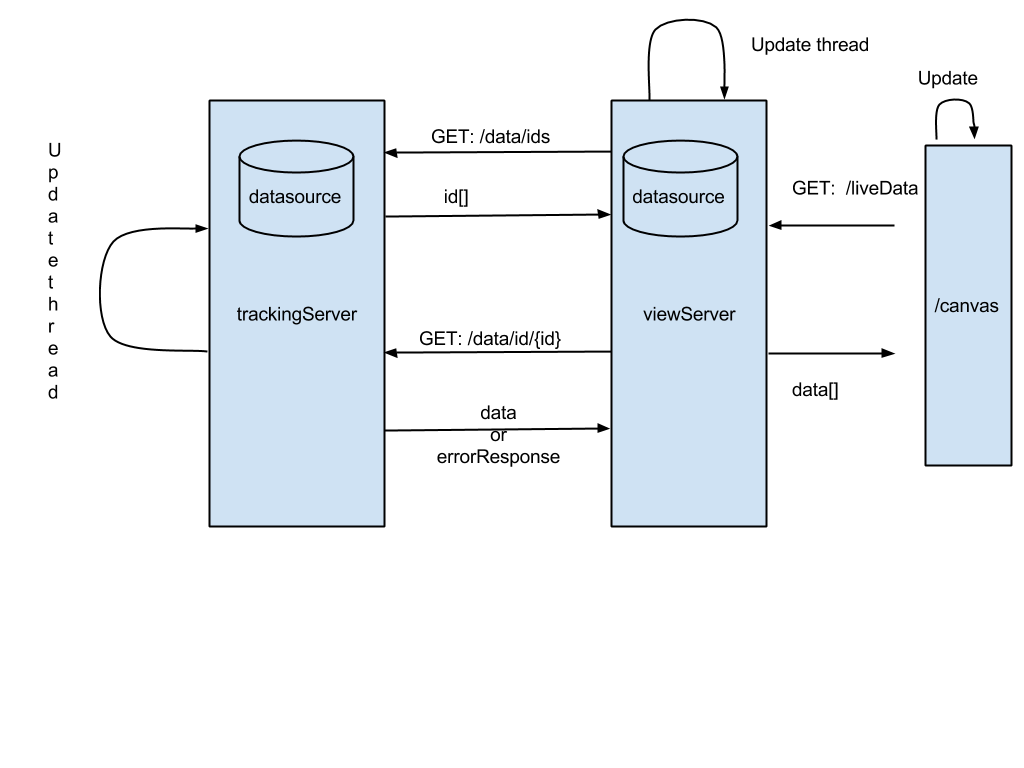 Update thread
Update
GET: /data/ids
Updatethread
GET: /liveData
datasource
id[]
datasource
trackingServer
viewServer
/canvas
GET: /data/id/{id}
data[]
data
or
errorResponse